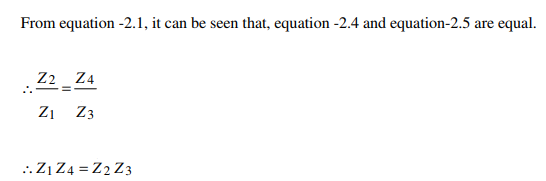 From equation -2.1, it can be seen that, equation -2.4 and equation-2.5 are equal.
∴ Z2/Z1 = Z4/Z3
∴ Z1 Z4 = Z2 Z3